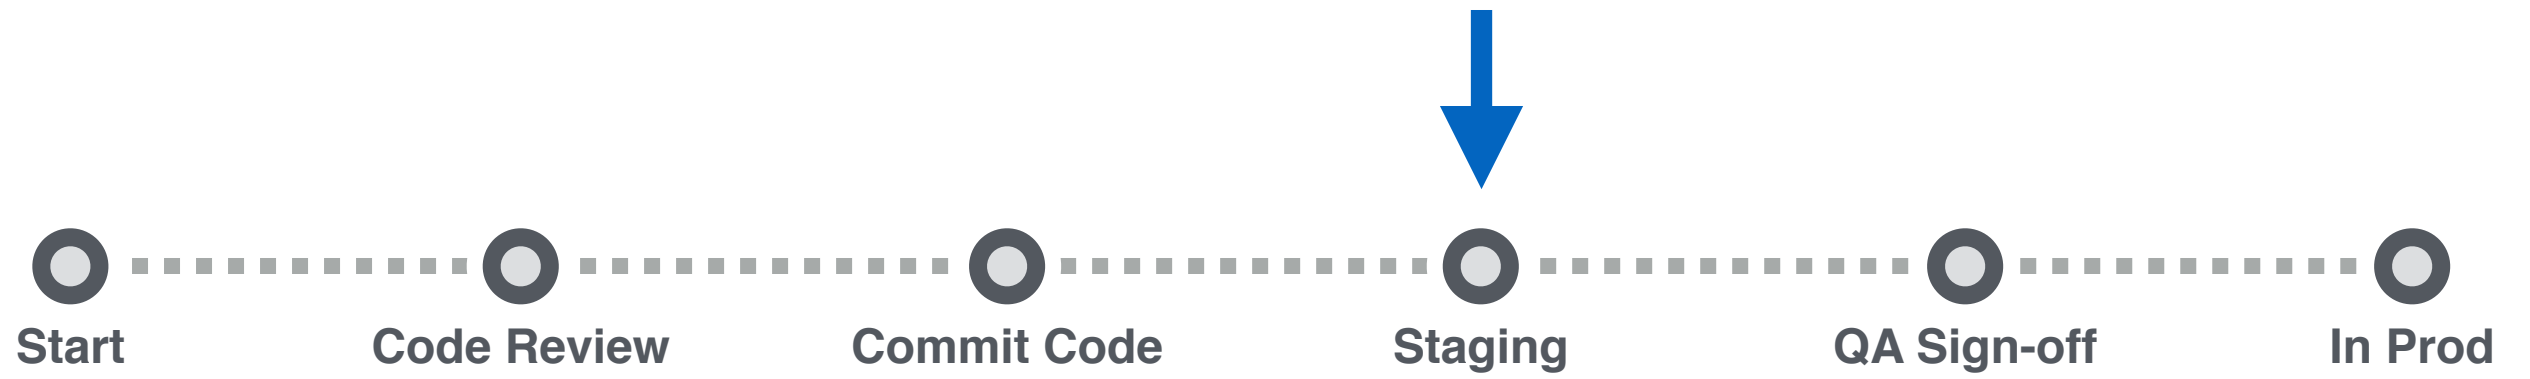 Start Code Review Commit Code Staging QA Sign-off In Prod